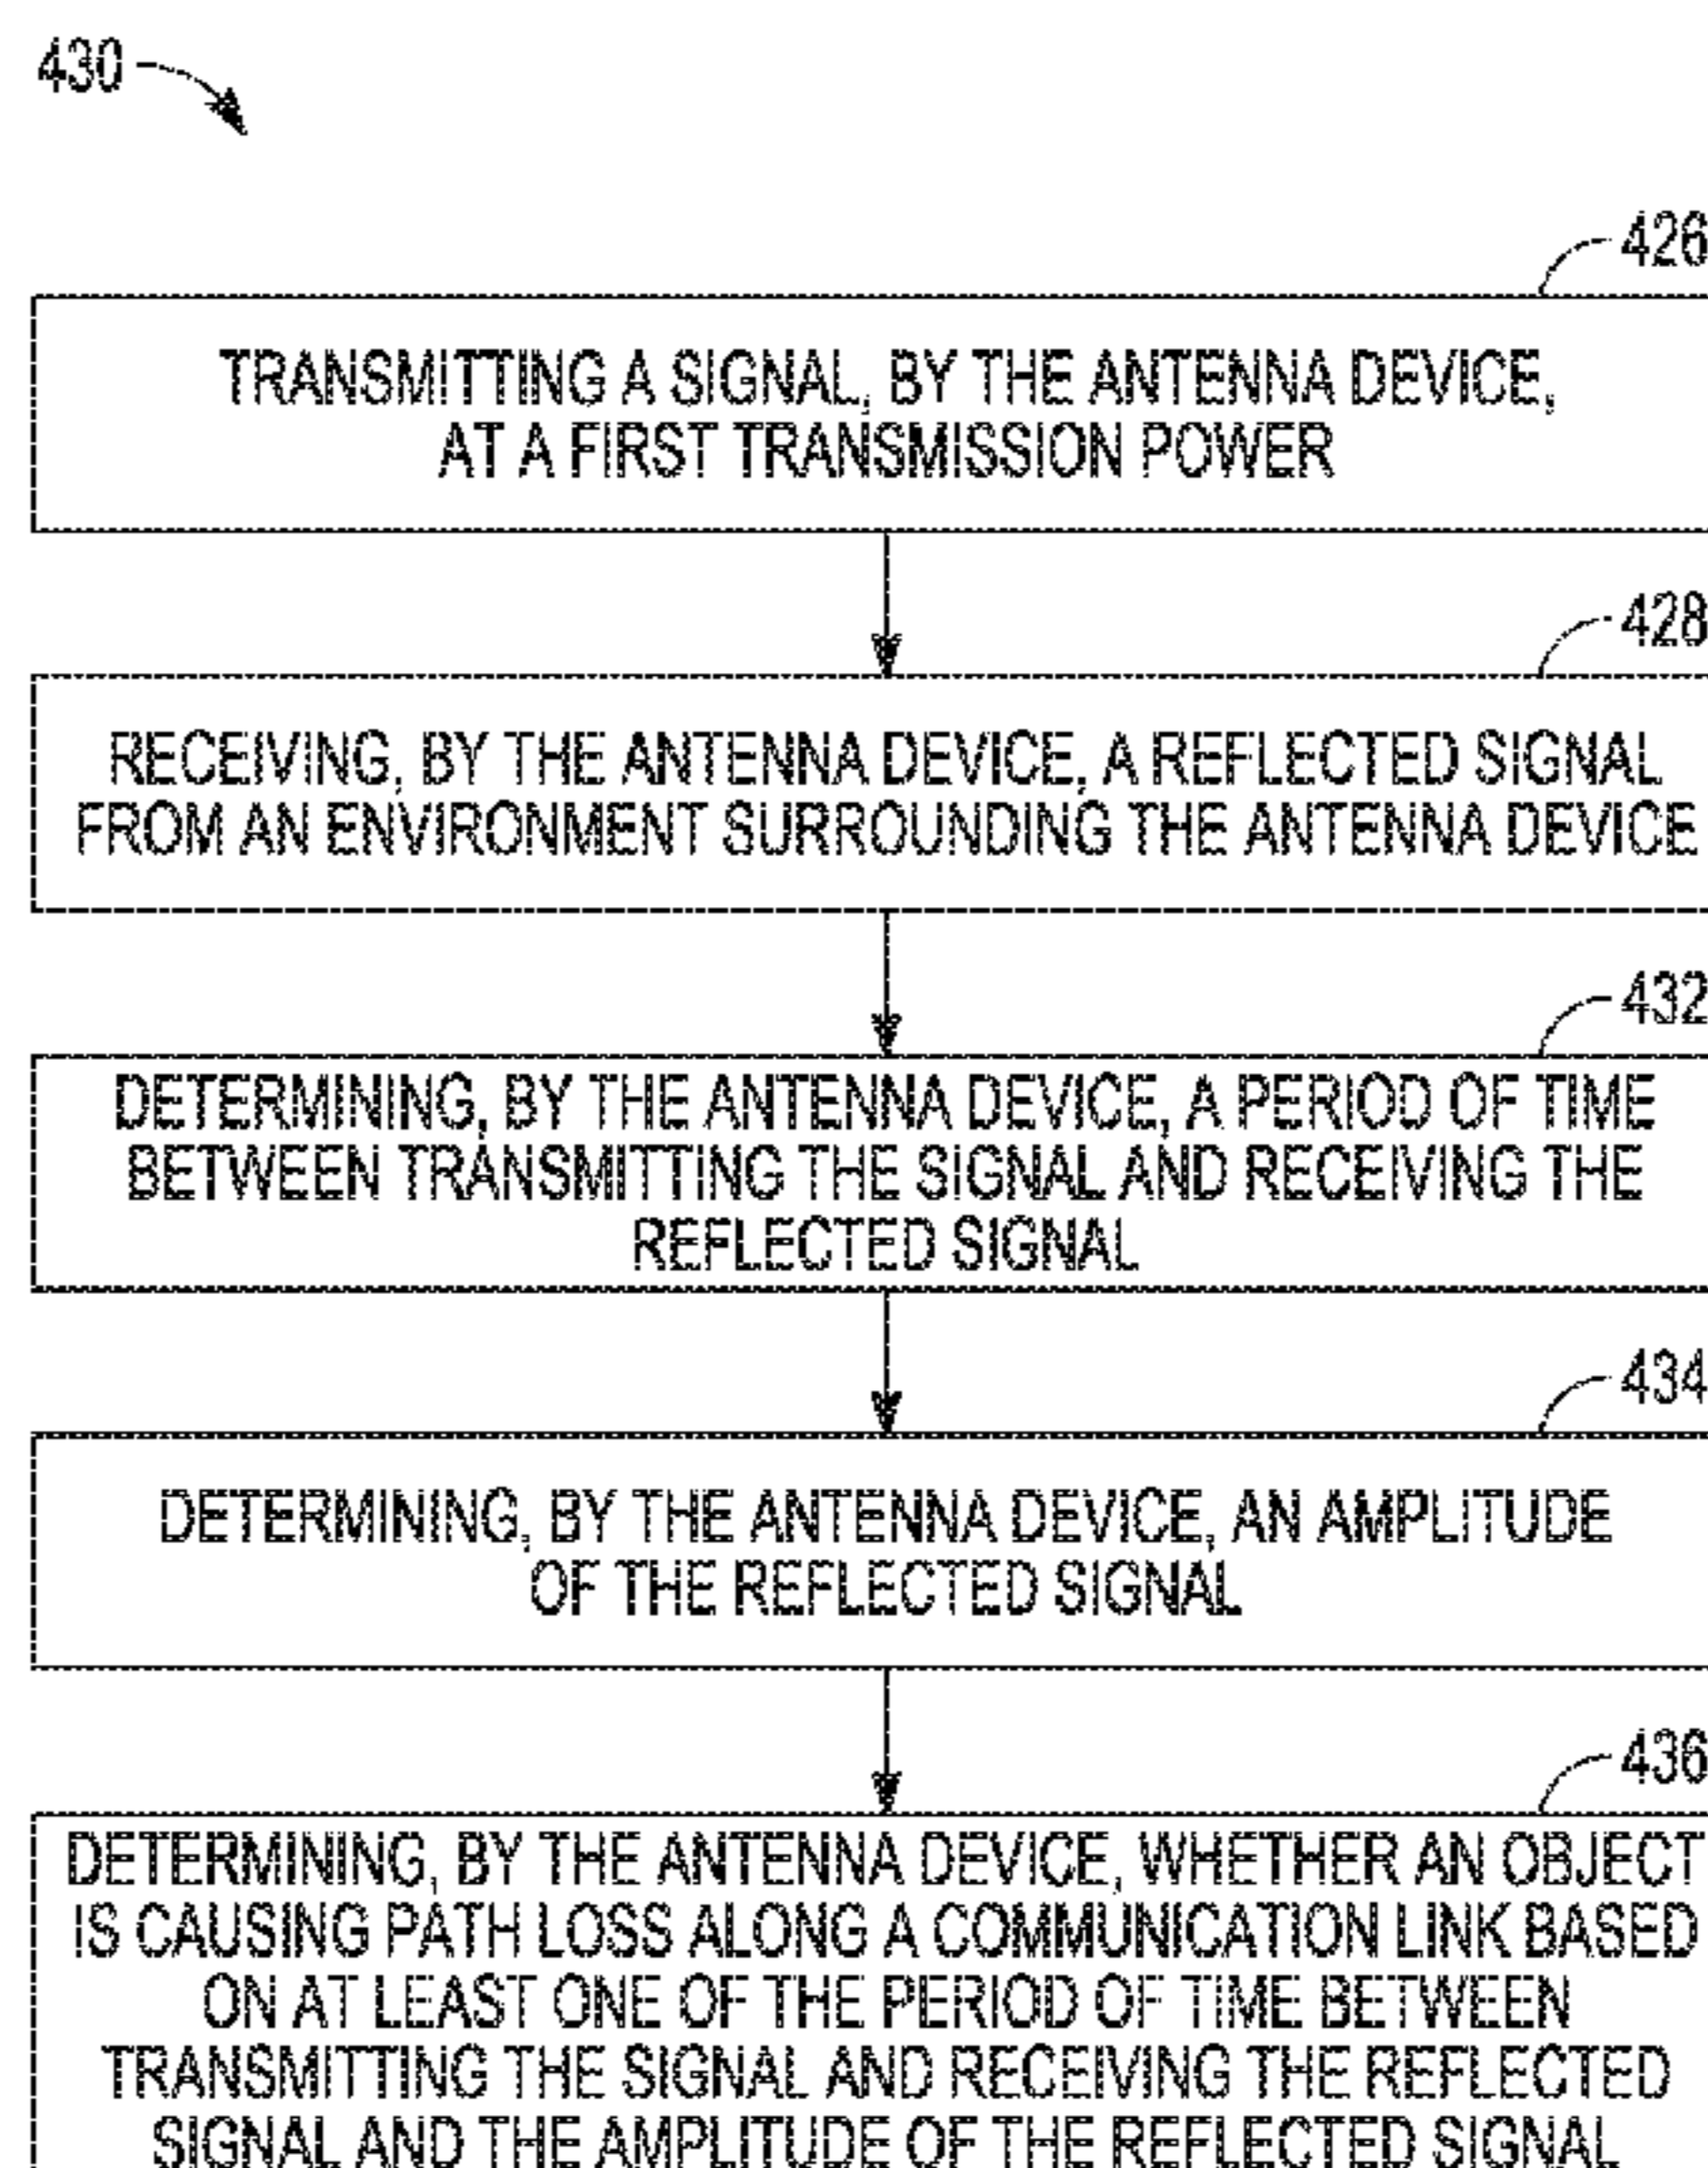 430
426
TRANSMITTING A SIGNAL, BY THE ANTENNA DEVICE,
AT A FIRST TRANSMISSION POWER
428
RECEIVING, BY THE ANTENNA DEVICE, A REFLECTED SIGNAL
FROM AN ENVIRONMENT SURROUNDING THE ANTENNA DEVICE
432
DETERMINING, BY THE ANTENNA DEVICE, A PERIOD OF TIME
BETWEEN TRANSMITTING THE SIGNAL AND RECEIVING THE
REFLECTED SIGNAL
434
DETERMINING, BY THE ANTENNA DEVICE, AN AMPLITUDE
OF THE REFLECTED SIGNAL
436
DETERMINING, BY THE ANTENNA DEVICE, WHETHER AN OBJECT
IS CAUSING PATH LOSS ALONG A COMMUNICATION LINK BASED
ON AT LEAST ONE OF THE PERIOD OF TIME BETWEEN
TRANSMITTING THE SIGNAL AND RECEIVING THE REFLECTED
SIGNAL AND THE AMPLITUDE OF THE REFLECTED SIGNAL